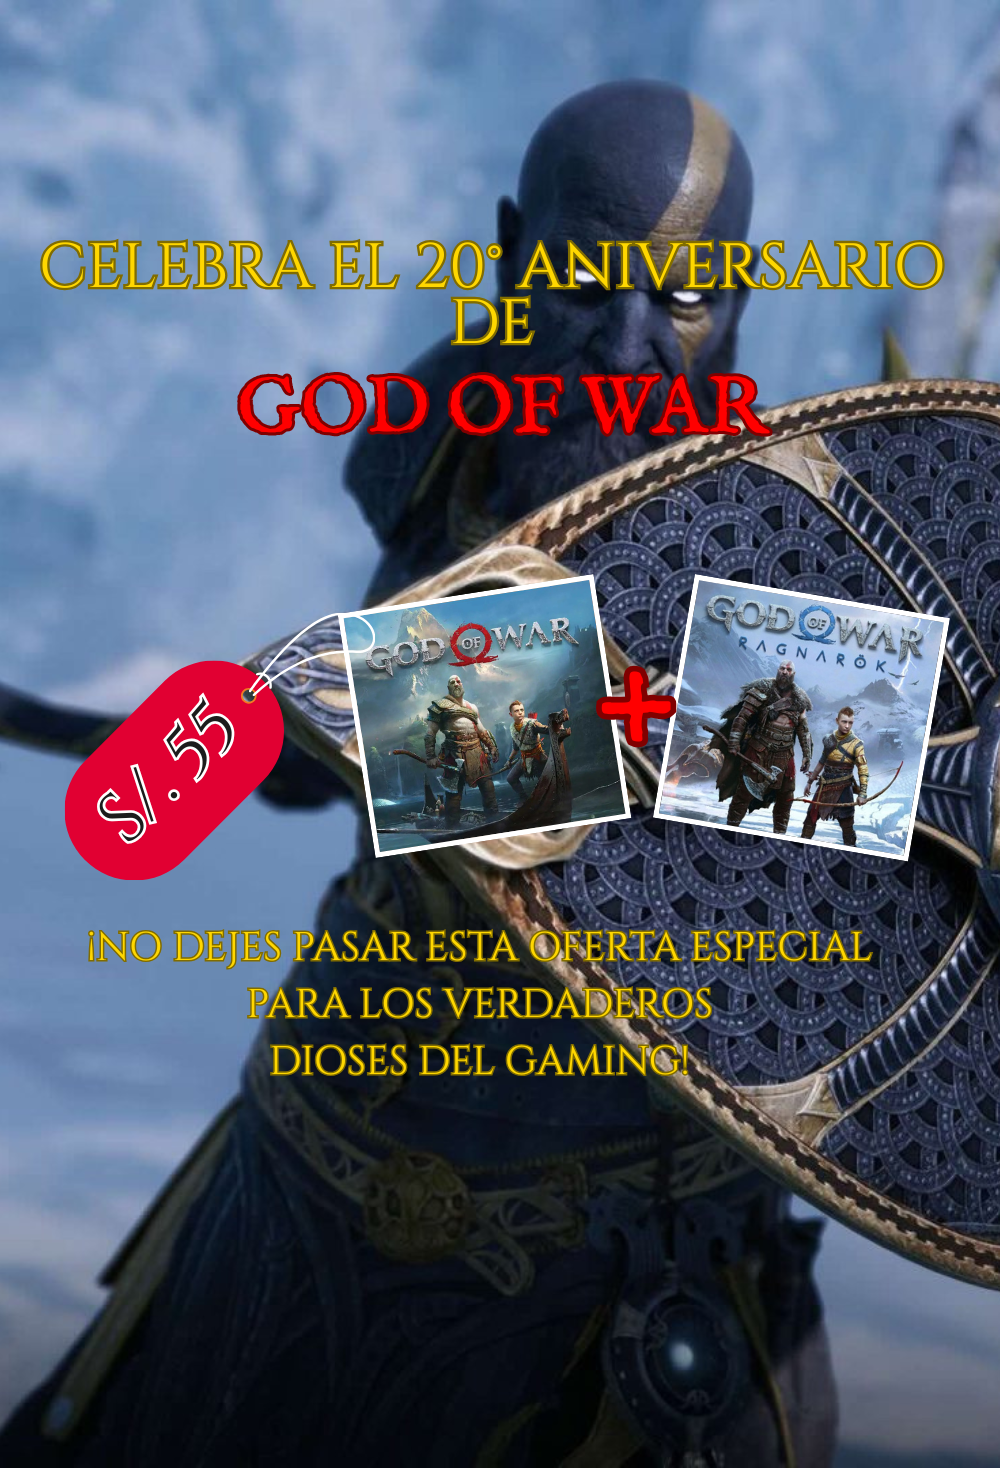 CELEBRA EL 20° ANIVERSARIO
DE
GOD OF WAR
GOD OF WAR
GOD OF WAR
RAGNARÖK
S/. 55
+
¡NO DEJES PASAR ESTA OFERTA ESPECIAL
PARA LOS VERDADEROS
DIOSES DEL GAMING!